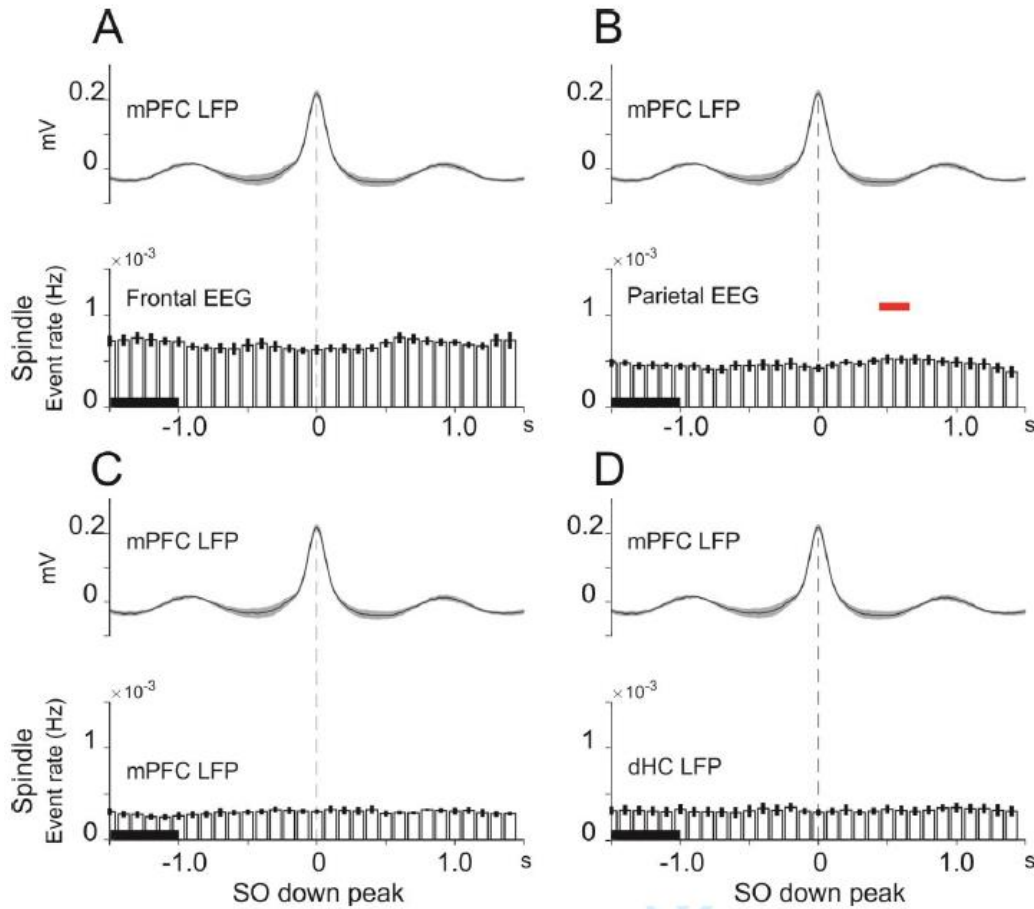 A
B
0.2
0
mV
mPFC LFP
0.2
0
mPFC LFP
×10-3
1
0
Spindle
Event rate (Hz)
Frontal EEG
-1.0 0 1.0 s
×10-3
1
0
Parietal EEG
-1.0 0 1.0 s
C
D
0.2
0
mV
mPFC LFP
0.2
0
mPFC LFP
×10-3
1
0
Spindle
Event rate (Hz)
mPFC LFP
-1.0 0 1.0 s
SO down peak
×10-3
1
0
dHC LFP
-1.0 0 1.0 s
SO down peak